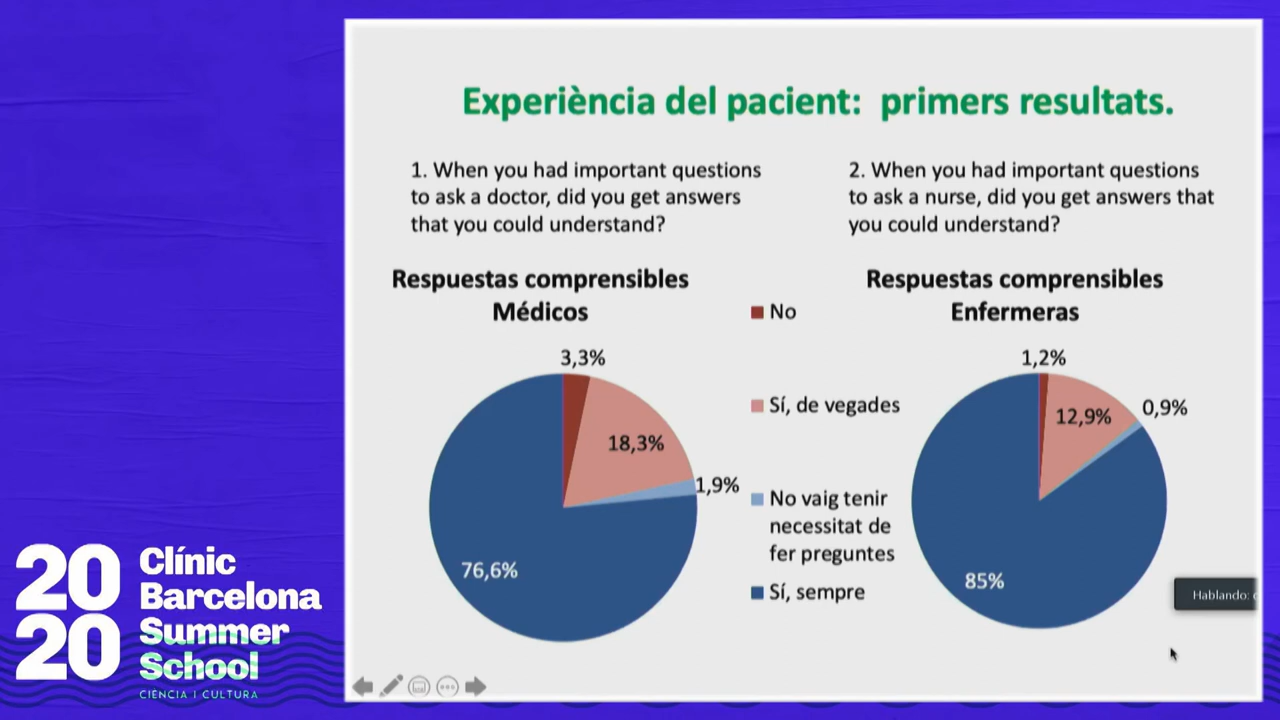 Experiència del pacient: primers resultats.
1. When you had important questions
to ask a doctor, did you get answers
that you could understand?
2. When you had important questions
to ask a nurse, did you get answers that
you could understand?
Respuestas comprensibles
Médicos
3,3%
18,3%
1,9%
76,6%
No
Sí, de vegades
No vaig tenir
necessitat de
fer preguntes
Sí, sempre
Respuestas comprensibles
Enfermeras
1,2%
12,9%
0,9%
85%
Hablando:
20
20
Clínic
Barcelona
Summer
School
CIÈNCIA I CULTURA